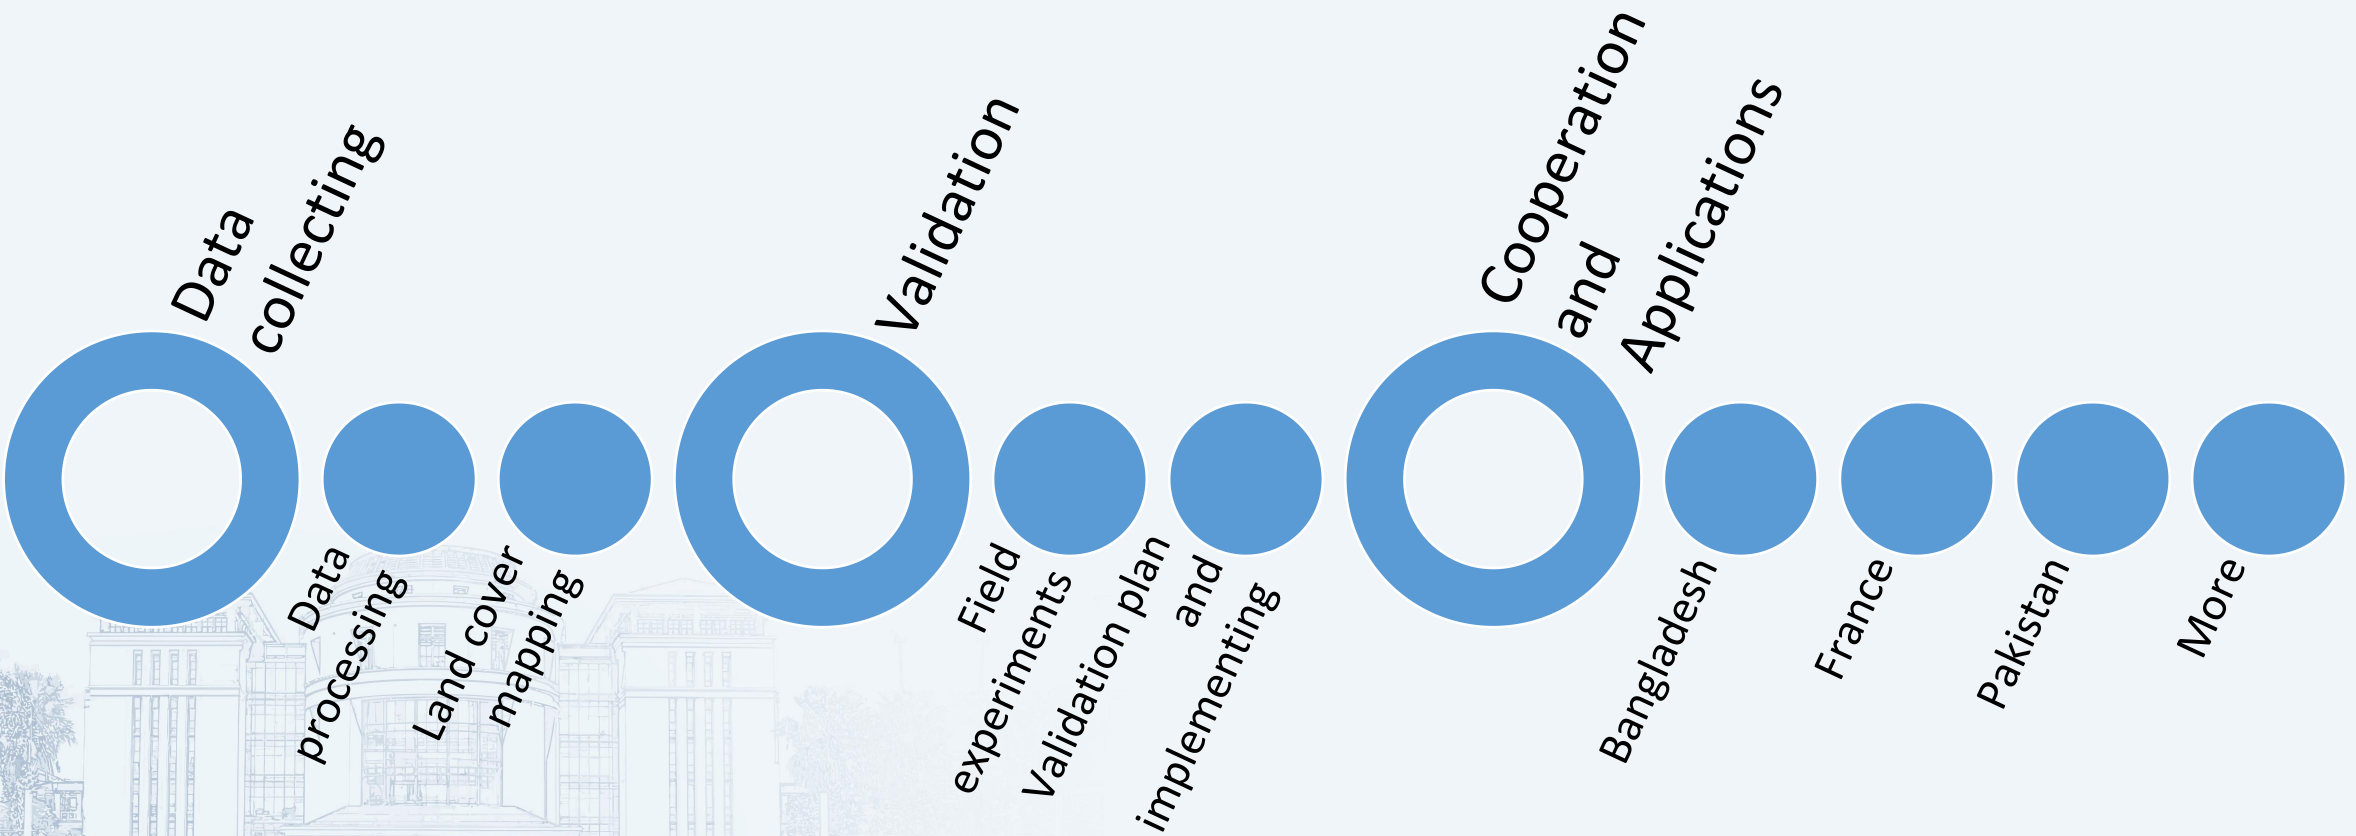 Data
collecting
Data
processing
Land cover
mapping
Validation
Field
experiments
Validation plan
and
implementing
Cooperation
and
Applications
Bangladesh
France
Pakistan
More